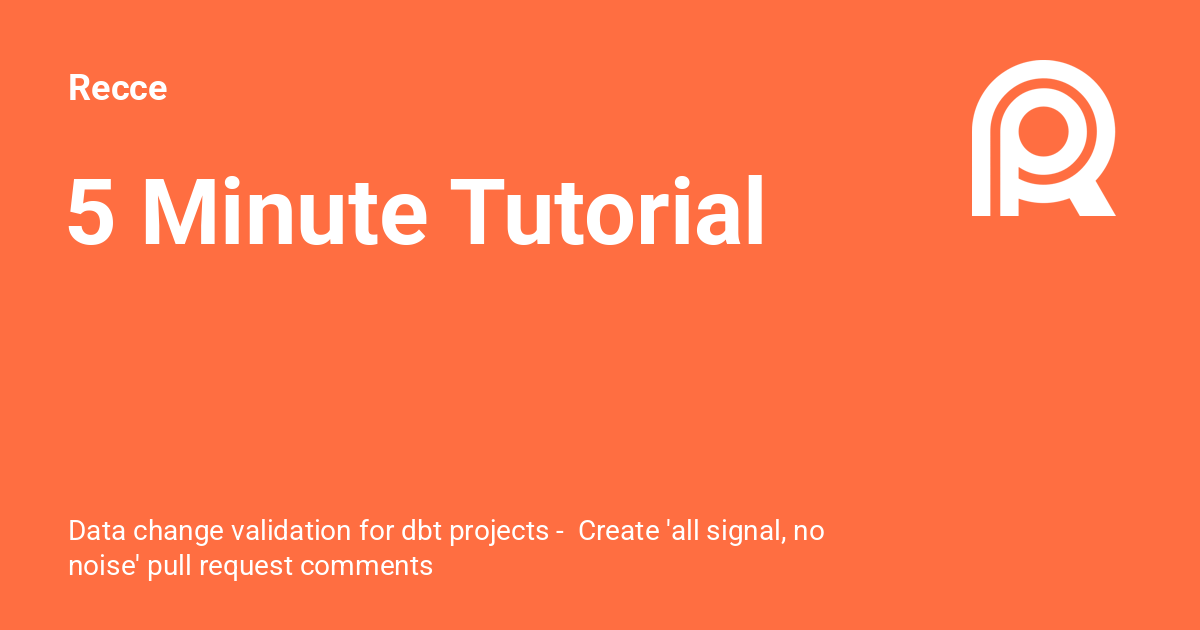 Recce
5 Minute Tutorial
Data change validation for dbt projects -  Create 'all signal, no
noise' pull request comments